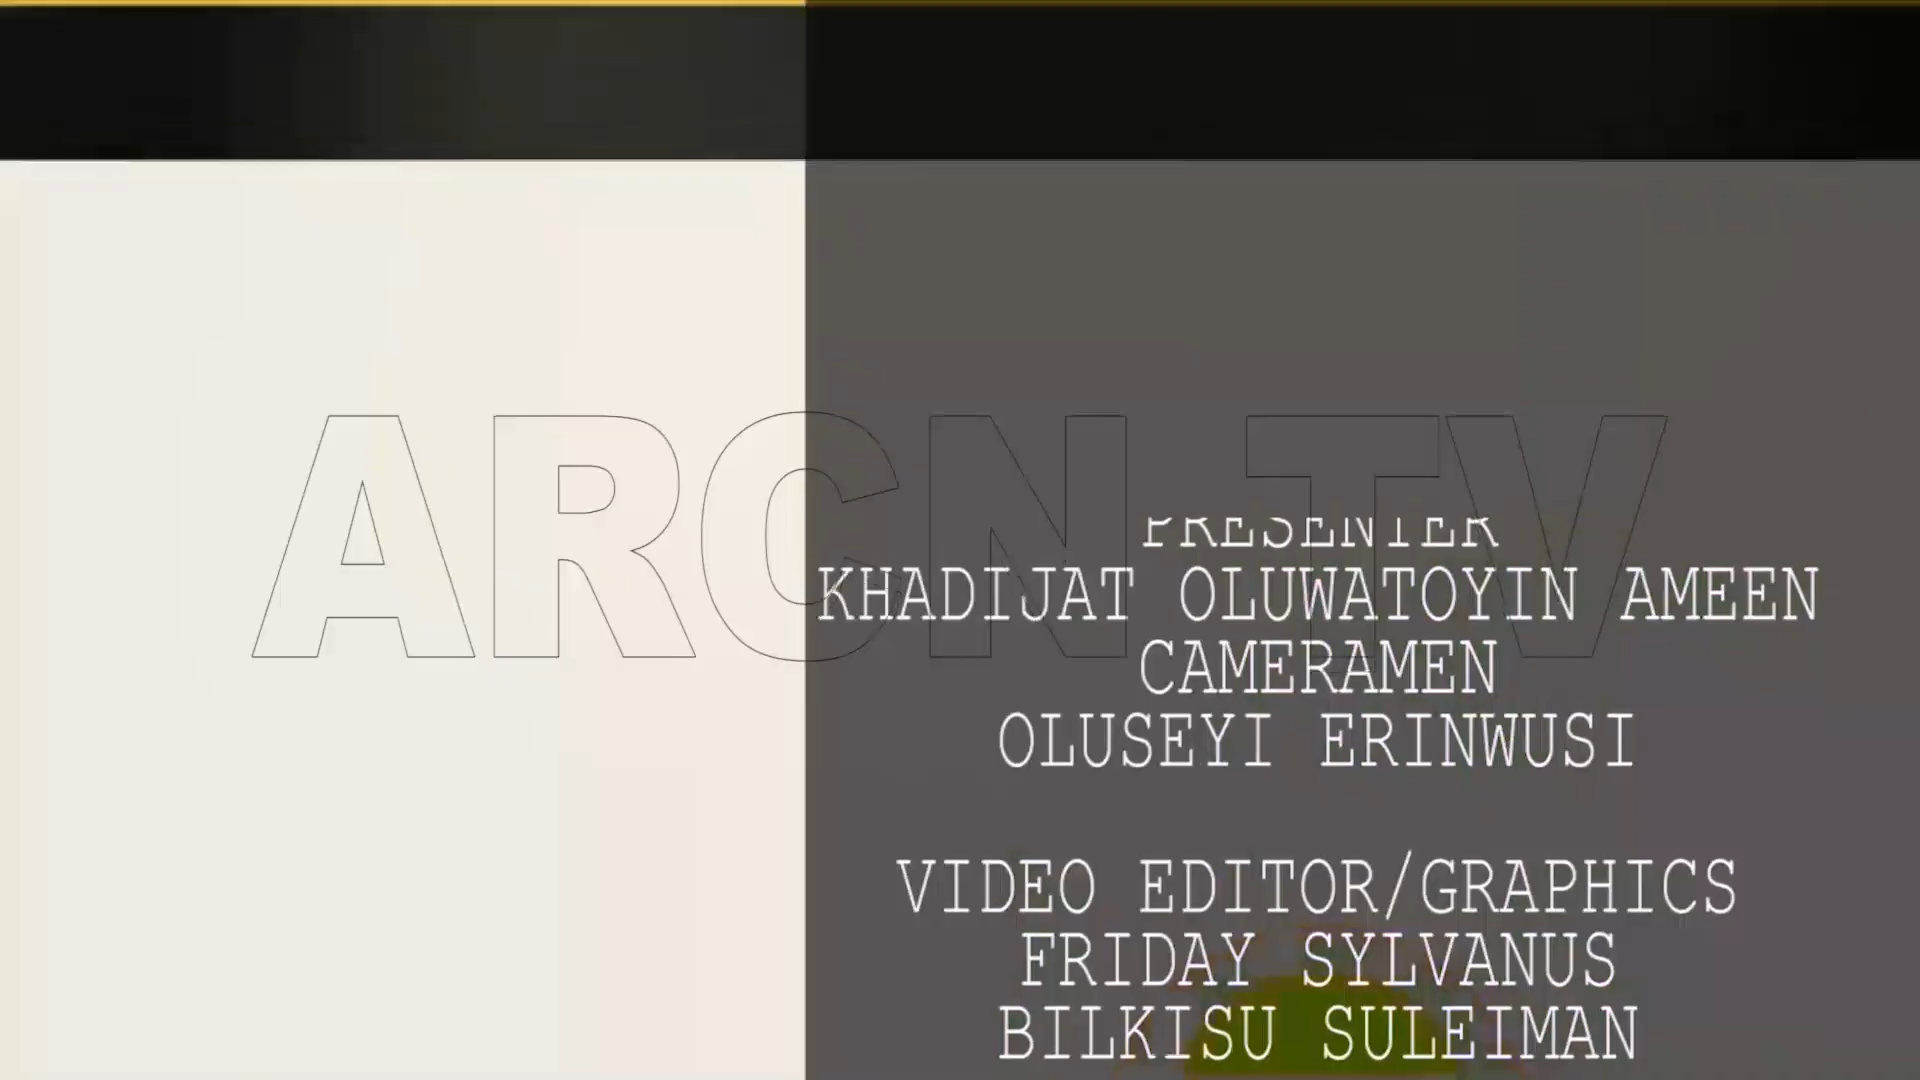 ARCN TV
PRESENTER
KHADIJAT OLUWATOYIN AMEEN
CAMERAMEN
OLUSEYI ERINWUSI
VIDEO EDITOR/GRAPHICS
FRIDAY SYLVANUS
BILKISU SULEIMAN